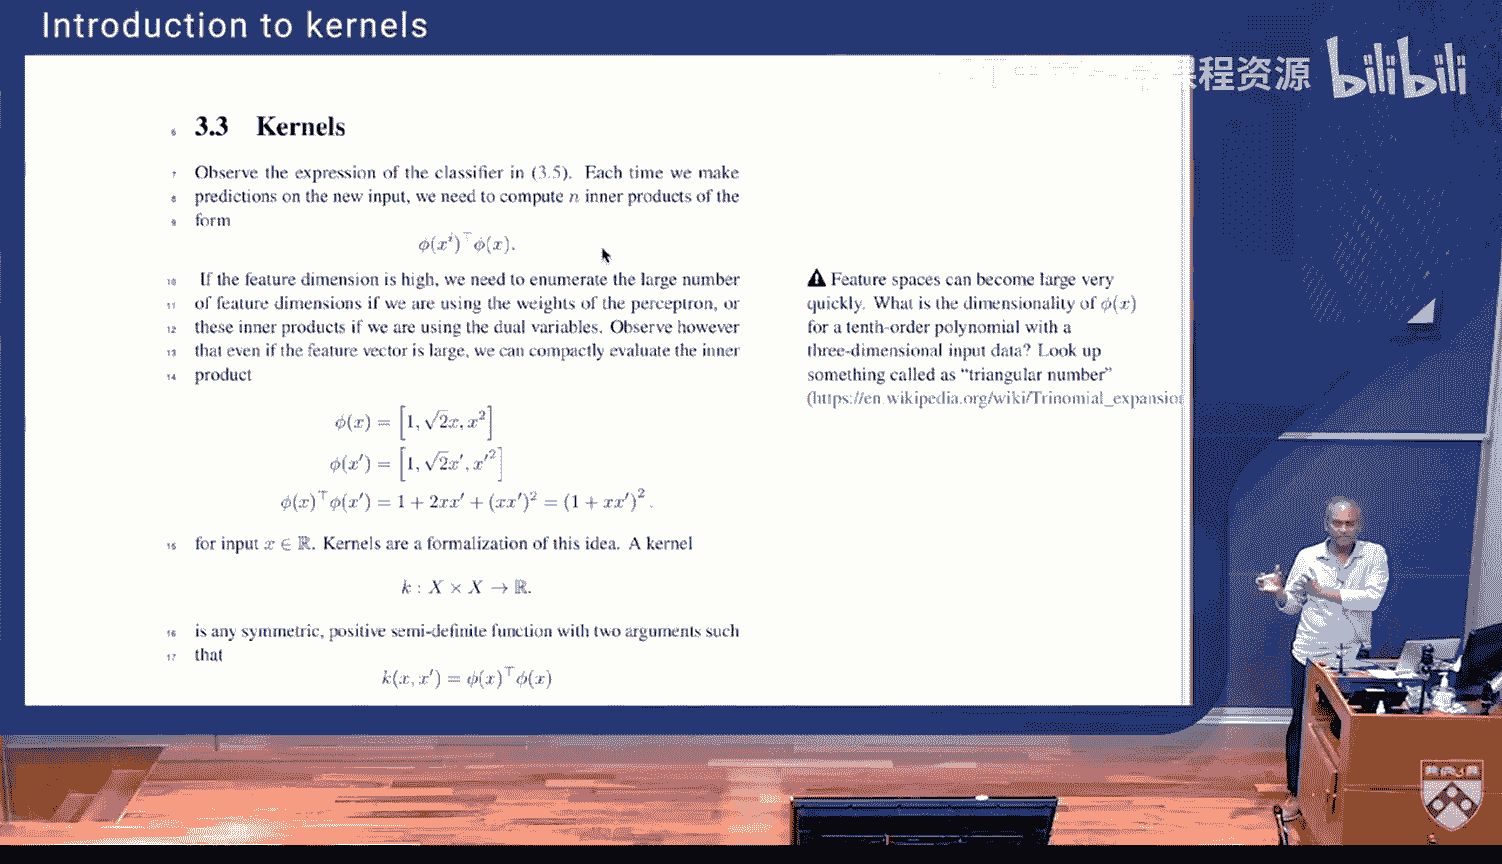 Introduction to kernels
课程资源 bilibili
6 3.3 Kernels
7 Observe the expression of the classifier in (3.5). Each time we make
8 predictions on the new input, we need to compute n inner products of the
9 form
ϕ(xⁱ)^⊤ ϕ(x).
10 If the feature dimension is high, we need to enumerate the large number
11 of feature dimensions if we are using the weights of the perceptron, or
12 these inner products if we are using the dual variables. Observe however
13 that even if the feature vector is large, we can compactly evaluate the inner
14 product
ϕ(x) = [1, √2x, x²]
ϕ(x′) = [1, √2x′, x′²]
ϕ(x)^⊤ ϕ(x′) = 1 + 2xx′ + (xx′)² = (1 + xx′)².
15 for input x ∈ ℝ. Kernels are a formalization of this idea. A kernel
k : X × X → ℝ.
16 is any symmetric, positive semi-definite function with two arguments such
17 that
k(x, x′) = ϕ(x)^⊤ ϕ(x)
⚠ Feature spaces can become large very
quickly. What is the dimensionality of ϕ(x)
for a tenth-order polynomial with a
three-dimensional input data? Look up
something called as “triangular number”
(https://en.wikipedia.org/wiki/Trinomial_expansion